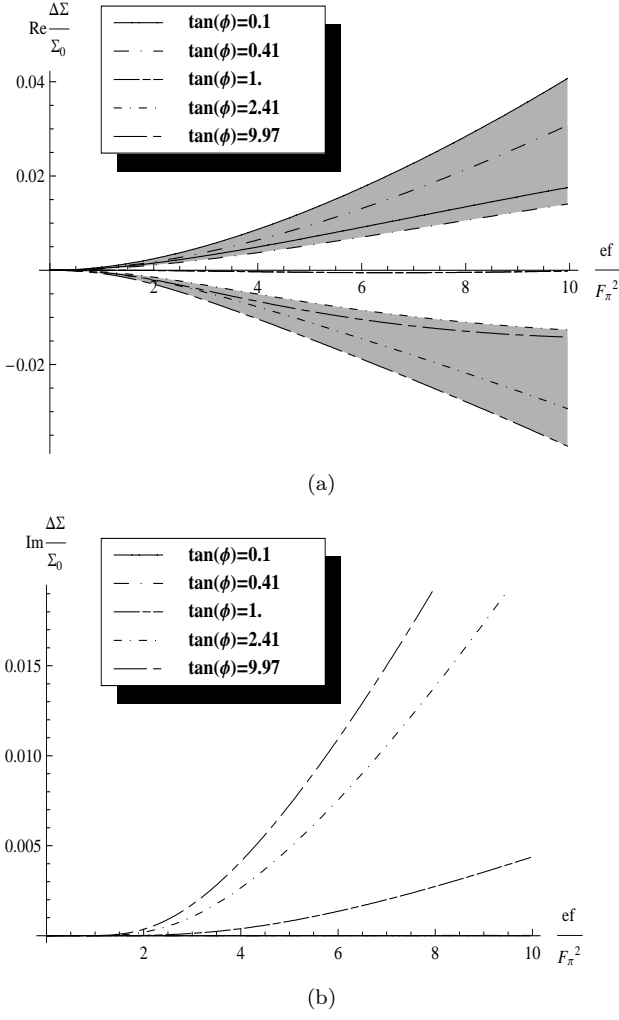 Re ΔΣ/Σ₀
tan(ϕ)=0.1
tan(ϕ)=0.41
tan(ϕ)=1.
tan(ϕ)=2.41
tan(ϕ)=9.97
0.04
0.02
−0.02
2 4 6 8 10
ef/F_π²
(a)
Im ΔΣ/Σ₀
tan(ϕ)=0.1
tan(ϕ)=0.41
tan(ϕ)=1.
tan(ϕ)=2.41
tan(ϕ)=9.97
0.015
0.010
0.005
2 4 6 8 10
ef/F_π²
(b)